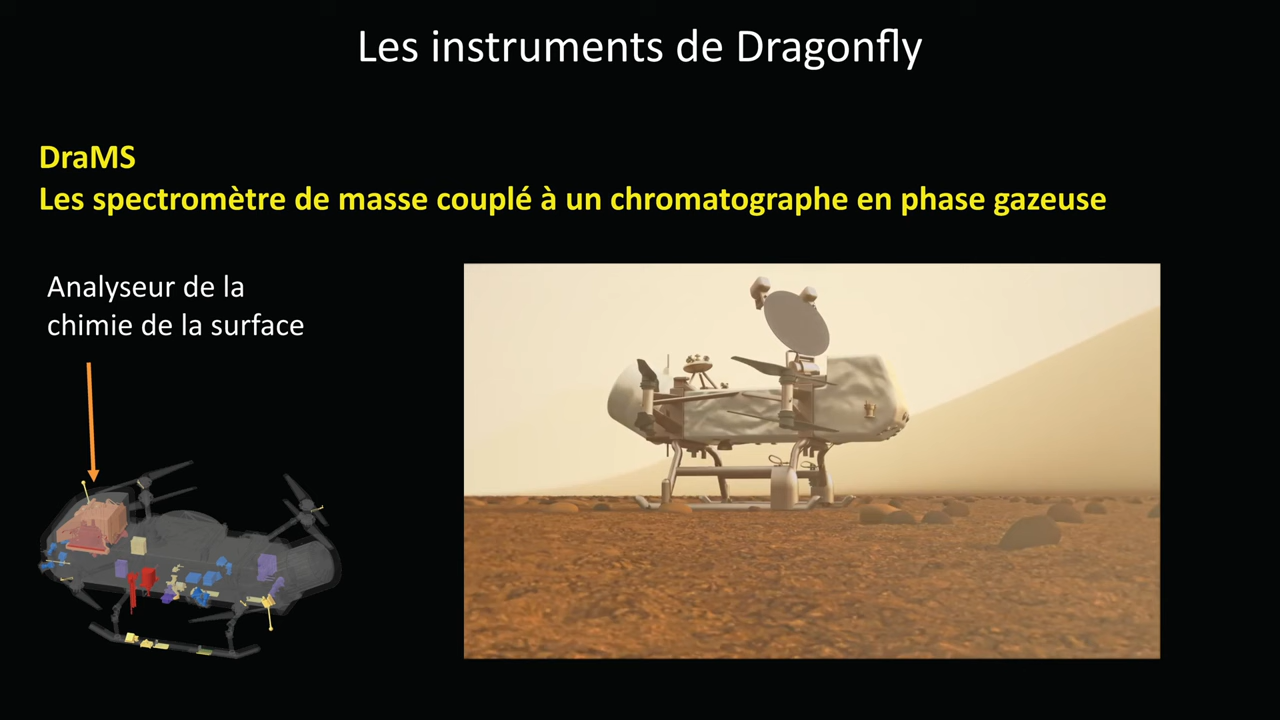 Les instruments de Dragonfly
DraMS
Les spectromètre de masse couplé à un chromatographe en phase gazeuse
Analyseur de la
chimie de la surface